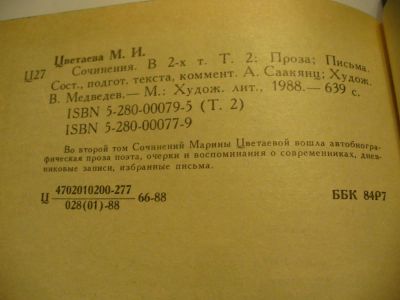 Цветаева М. И.
Ц27 Сочинения. В 2-х т. Т. 2: Проза; Письма.
Сост., подгот. текста, коммент. А. Саакянц; Худож.
В. Медведев.— М.: Худож. лит., 1988.— 639 с.
ISBN 5-280-00079-5 (Т. 2)
ISBN 5-280-00077-9
Во второй том Сочинений Марины Цветаевой вошла автобиогра-
фическая проза поэта, очерки и воспоминания о современниках, днев-
никовые записи, избранные письма.
Ц 4702010200-277 66-88
028(01)-88
ББК 84Р7